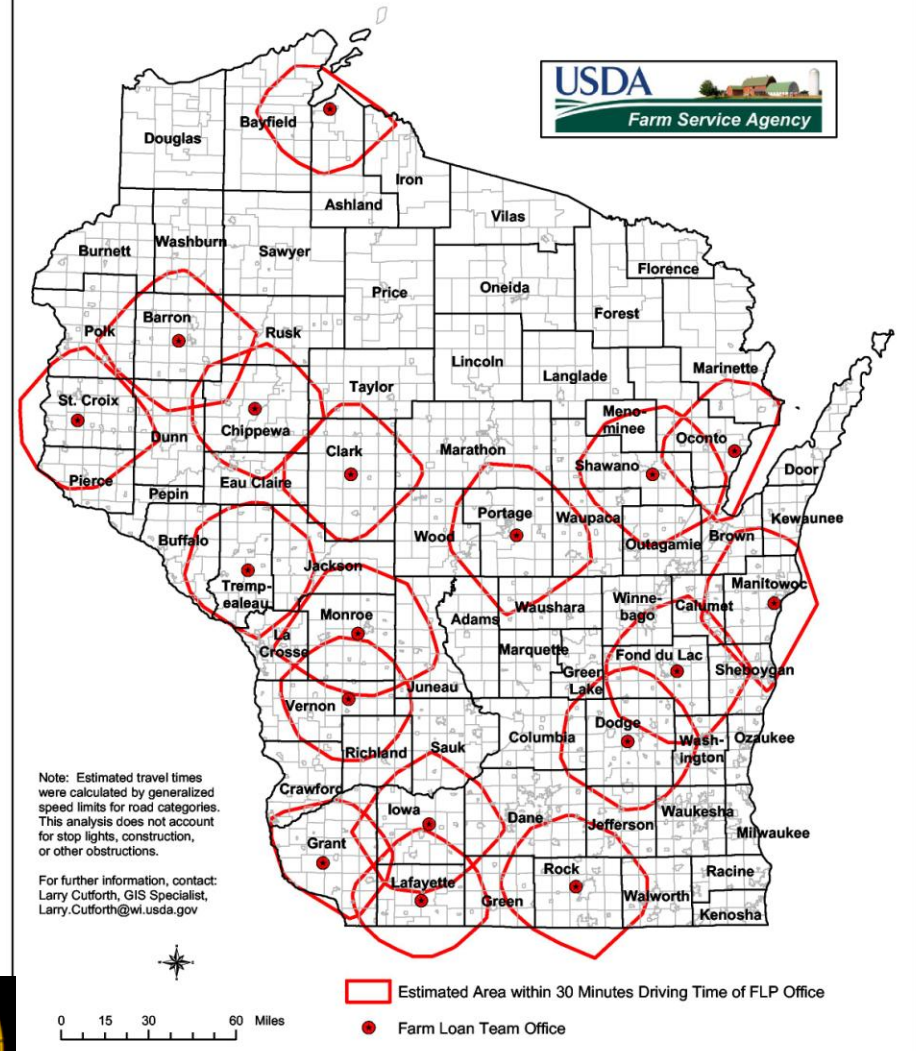 USDA
Farm Service Agency
Douglas
Bayfield
Iron
Ashland
Vilas
Burnett
Washburn
Sawyer
Florence
Price
Oneida
Forest
Polk
Barron
Rusk
Lincoln
Langlade
Marinette
Taylor
St. Croix
Chippewa
Dunn
Meno-
minee
Oconto
Clark
Marathon
Shawano
Door
Pierce
Eau Claire
Pepin
Portage
Waupaca
Kewaunee
Buffalo
Wood
Outagamie
Brown
Jackson
Manitowoc
Tremp-
ealeau
Winne-
bago
Calumet
Monroe
Adams
Waushara
La
Crosse
Marquette
Fond du Lac
Green
Lake
Sheboygan
Juneau
Vernon
Dodge
Columbia
Wash-
ington
Ozaukee
Richland
Sauk
Crawford
Note: Estimated travel times
were calculated by generalized
speed limits for road categories.
This analysis does not account
for stop lights, construction,
or other obstructions.
For further information, contact:
Larry Cutforth, GIS Specialist,
Larry.Cutforth@wi.usda.gov
Iowa
Dane
Jefferson
Waukesha
Milwaukee
Grant
Lafayette
Rock
Racine
Green
Walworth
Kenosha
Estimated Area within 30 Minutes Driving Time of FLP Office
0 15 30 60 Miles
Farm Loan Team Office